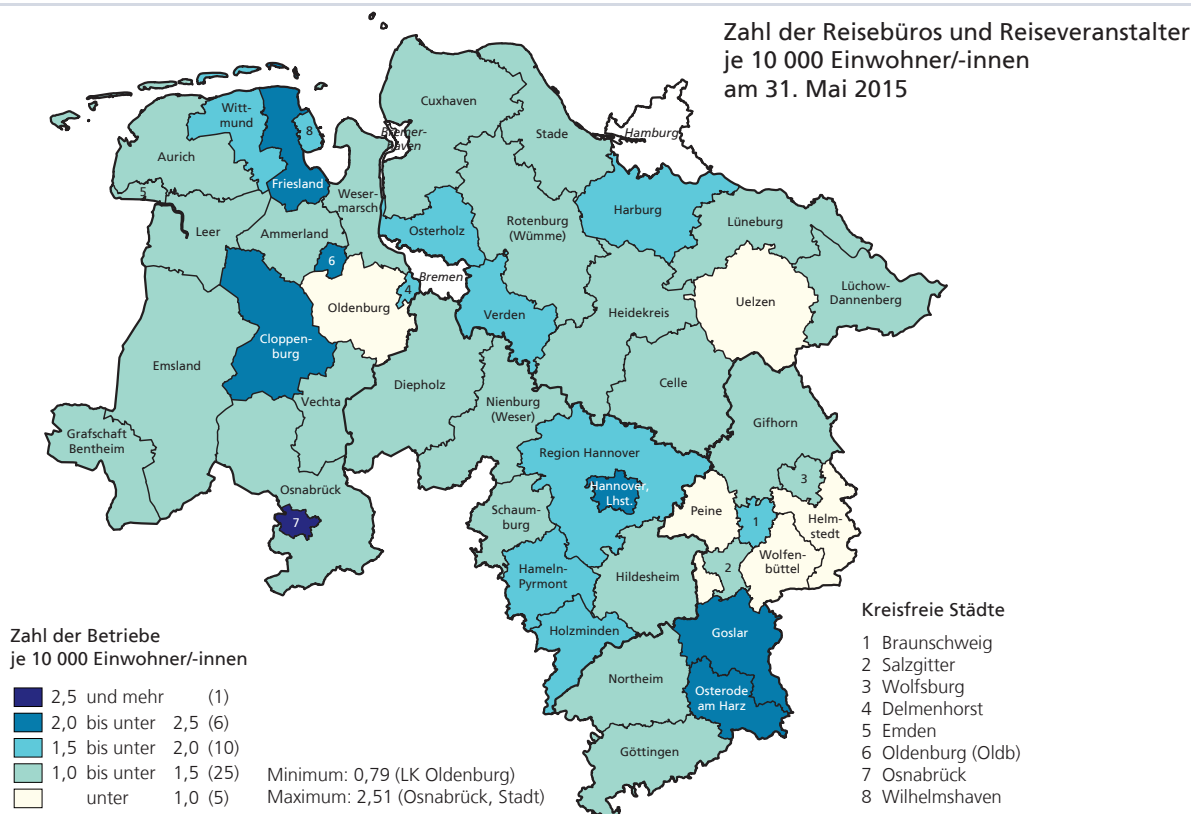 Zahl der Reisebüros und Reiseveranstalter
je 10 000 Einwohner/-innen
am 31. Mai 2015
Cuxhaven
Stade
Hamburg
Bremer-
haven
Witt-
mund
8
Aurich
Friesland
5
Weser-
marsch
Leer
Ammerland
Osterholz
Rotenburg
(Wümme)
Harburg
Lüneburg
6
Bremen
4
Oldenburg
Verden
Heidekreis
Uelzen
Lüchow-
Dannenberg
Cloppen-
burg
Emsland
Vechta
Diepholz
Nienburg
(Weser)
Celle
Gifhorn
Grafschaft
Bentheim
Osnabrück
7
Region Hannover
Hannover,
Lhst.
Schaum-
burg
Peine
3
1
Helm-
stedt
Wolfen-
büttel
2
Hameln-
Pyrmont
Hildesheim
Holzminden
Goslar
Northeim
Osterode
am Harz
Göttingen
Zahl der Betriebe
je 10 000 Einwohner/-innen
2,5 und mehr (1)
2,0 bis unter 2,5 (6)
1,5 bis unter 2,0 (10)
1,0 bis unter 1,5 (25)
unter 1,0 (5)
Minimum: 0,79 (LK Oldenburg)
Maximum: 2,51 (Osnabrück, Stadt)
Kreisfreie Städte
1 Braunschweig
2 Salzgitter
3 Wolfsburg
4 Delmenhorst
5 Emden
6 Oldenburg (Oldb)
7 Osnabrück
8 Wilhelmshaven